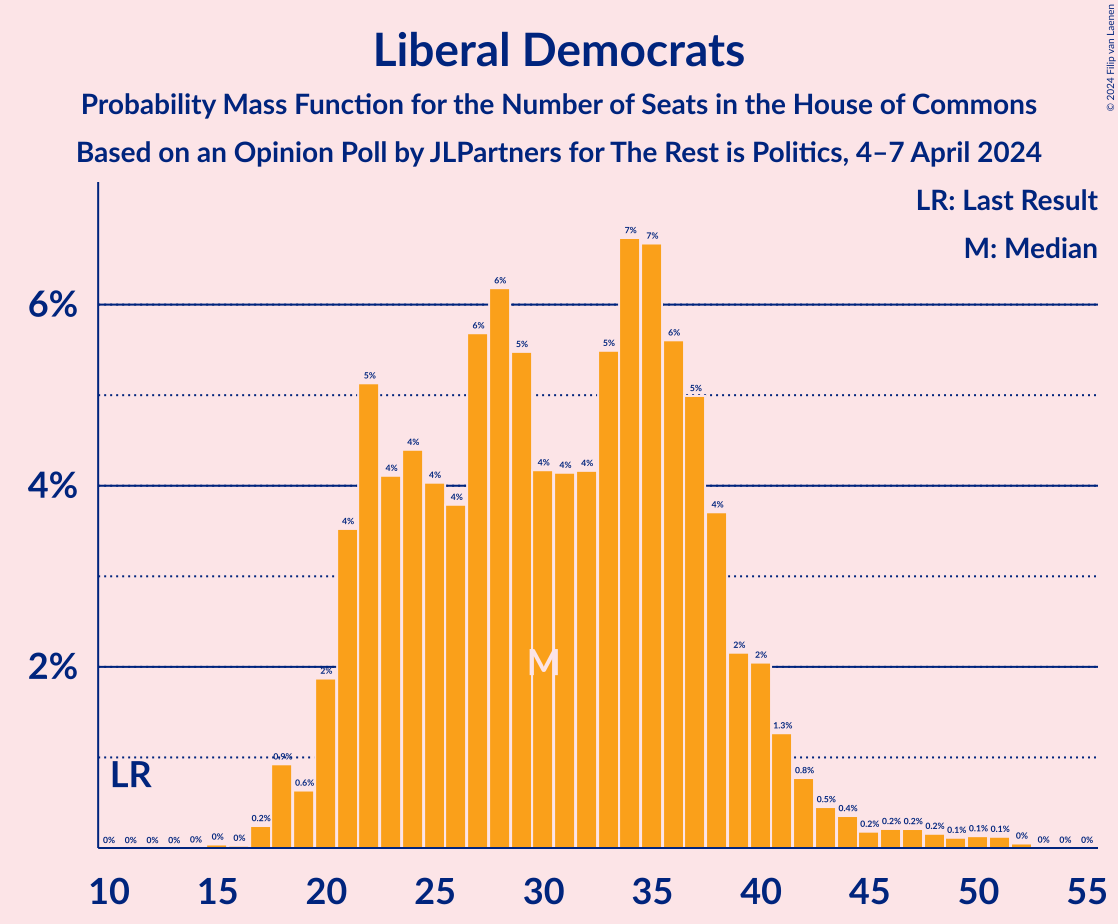 Liberal Democrats
Probability Mass Function for the Number of Seats in the House of Commons
Based on an Opinion Poll by JLPartners for The Rest is Politics, 4–7 April 2024
© 2024 Filip van Laenen
LR: Last Result
M: Median
6%
4%
2%
0% 0% 0% 0% 0% 0% 0% 0.2% 0.9% 0.6% 2% 4% 5% 4% 4% 4% 4% 6% 6% 5% 4% 4% 4% 5% 7% 7% 6% 5% 4% 2% 2% 1.3% 0.8% 0.5% 0.4% 0.2% 0.2% 0.2% 0.2% 0.1% 0.1% 0.1% 0% 0% 0% 0%
LR
M
10 15 20 25 30 35 40 45 50 55